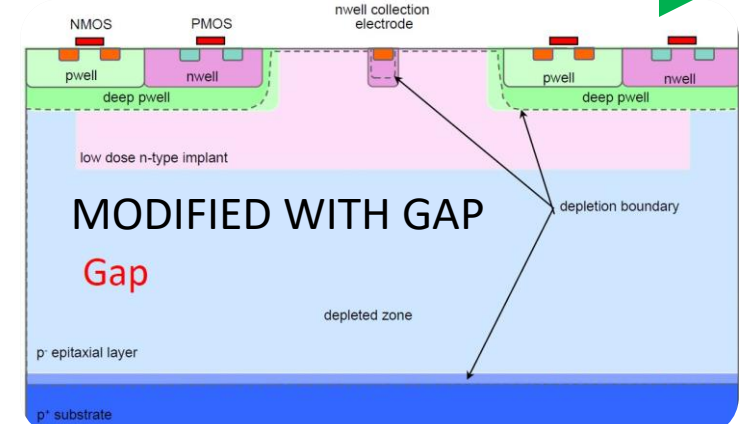 nwell collection
electrode
NMOS
PMOS
pwell
nwell
pwell
nwell
deep pwell
deep pwell
low dose n-type implant
MODIFIED WITH GAP
depletion boundary
Gap
depleted zone
p⁻ epitaxial layer
p⁺ substrate